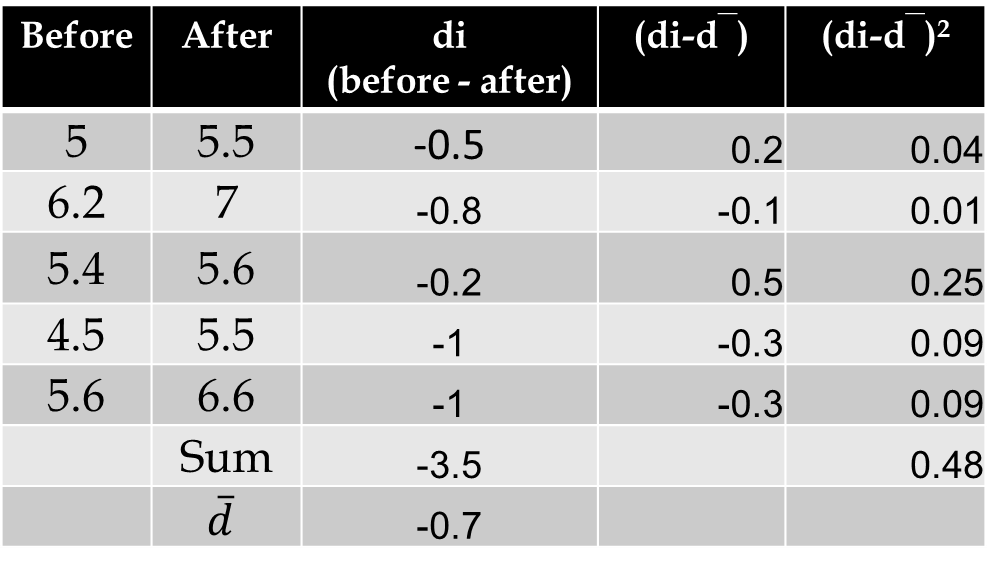 Before After di (di-d¯) (di-d¯)²
(before - after)
5 5.5 -0.5 0.2 0.04
6.2 7 -0.8 -0.1 0.01
5.4 5.6 -0.2 0.5 0.25
4.5 5.5 -1 -0.3 0.09
5.6 6.6 -1 -0.3 0.09
Sum -3.5 0.48
d̄ -0.7